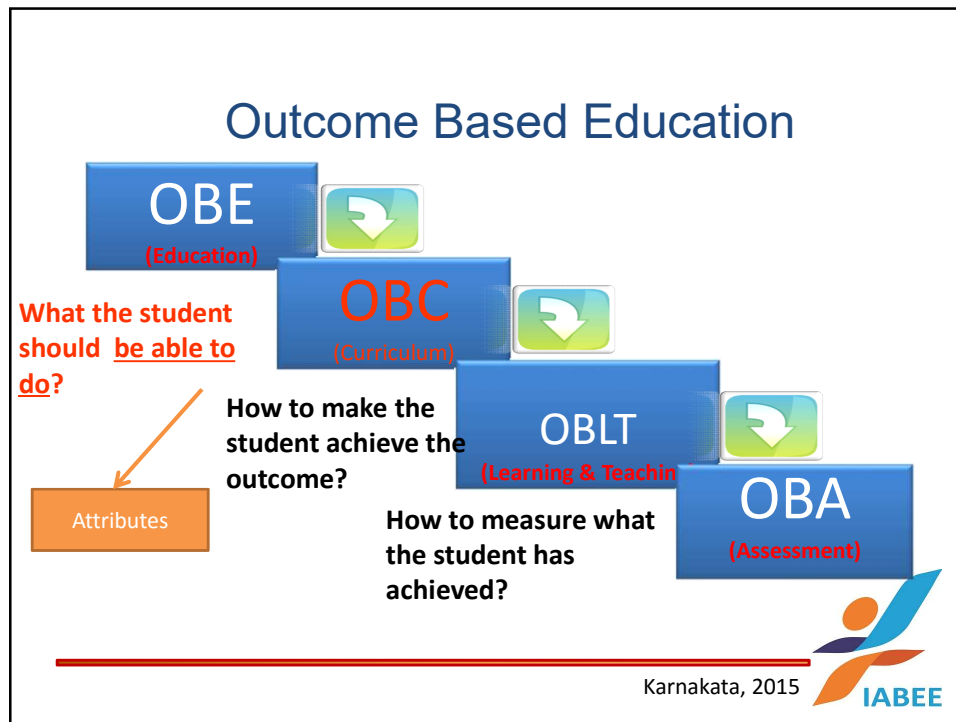 Outcome Based Education
OBE
(Education)
OBC
(Curriculum)
What the student
should be able to
do?
How to make the
student achieve the
outcome?
OBLT
(Learning & Teachin
Attributes
OBA
(Assessment)
How to measure what
the student has
achieved?
Karnakata, 2015
IABEE